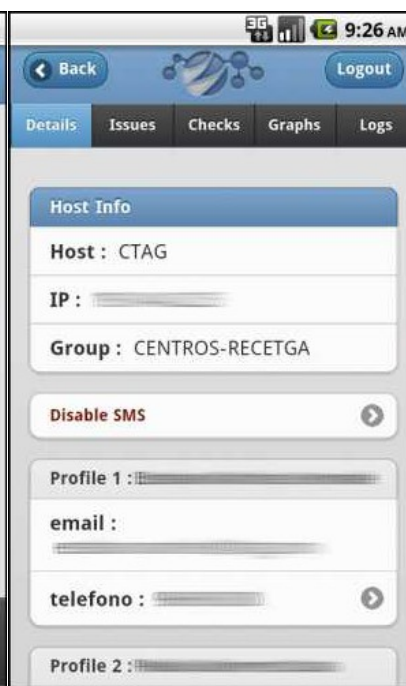 3G 9:26 AM
Back Logout
Details Issues Checks Graphs Logs
Host Info
Host : CTAG
IP :
Group : CENTROS-RECETGA
Disable SMS
Profile 1 :
email :
telefono :
Profile 2 :